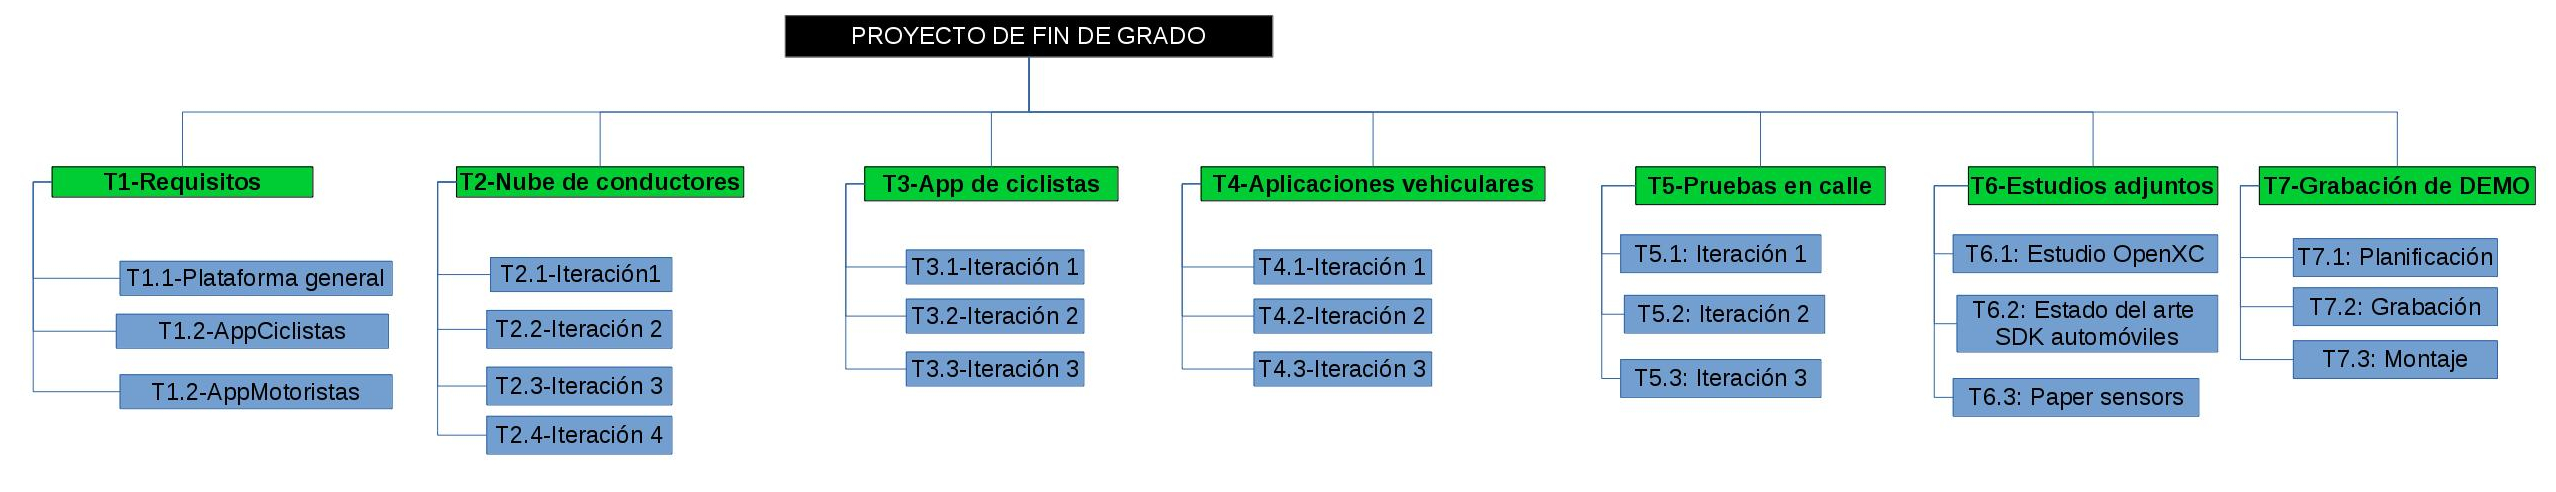 PROYECTO DE FIN DE GRADO
T1-Requisitos
T1.1-Plataforma general
T1.2-AppCiclistas
T1.2-AppMotoristas
T2-Nube de conductores
T2.1-Iteración1
T2.2-Iteración 2
T2.3-Iteración 3
T2.4-Iteración 4
T3-App de ciclistas
T3.1-Iteración 1
T3.2-Iteración 2
T3.3-Iteración 3
T4-Aplicaciones vehiculares
T4.1-Iteración 1
T4.2-Iteración 2
T4.3-Iteración 3
T5-Pruebas en calle
T5.1: Iteración 1
T5.2: Iteración 2
T5.3: Iteración 3
T6-Estudios adjuntos
T6.1: Estudio OpenXC
T6.2: Estado del arte
SDK automóviles
T6.3: Paper sensors
T7-Grabación de DEMO
T7.1: Planificación
T7.2: Grabación
T7.3: Montaje